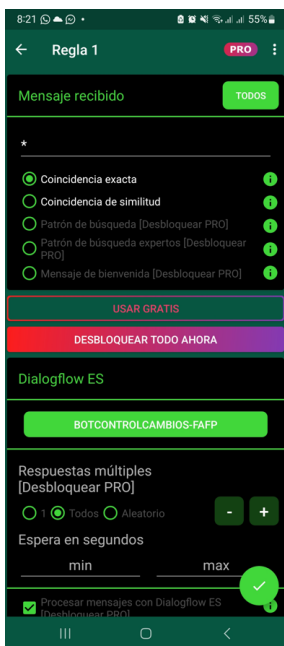 8:21 55%
Regla 1 PRO
Mensaje recibido TODOS
*
Coincidencia exacta
Coincidencia de similitud
Patrón de búsqueda [Desbloquear PRO]
Patrón de búsqueda expertos [Desbloquear
PRO]
Mensaje de bienvenida [Desbloquear PRO]
USAR GRATIS
DESBLOQUEAR TODO AHORA
Dialogflow ES
BOTCONTROLCAMBIOS-FAFP
Respuestas múltiples
[Desbloquear PRO]
1 Todos Aleatorio - +
Espera en segundos
min max
Procesar mensajes con Dialogflow ES
[Desbloquear PRO]